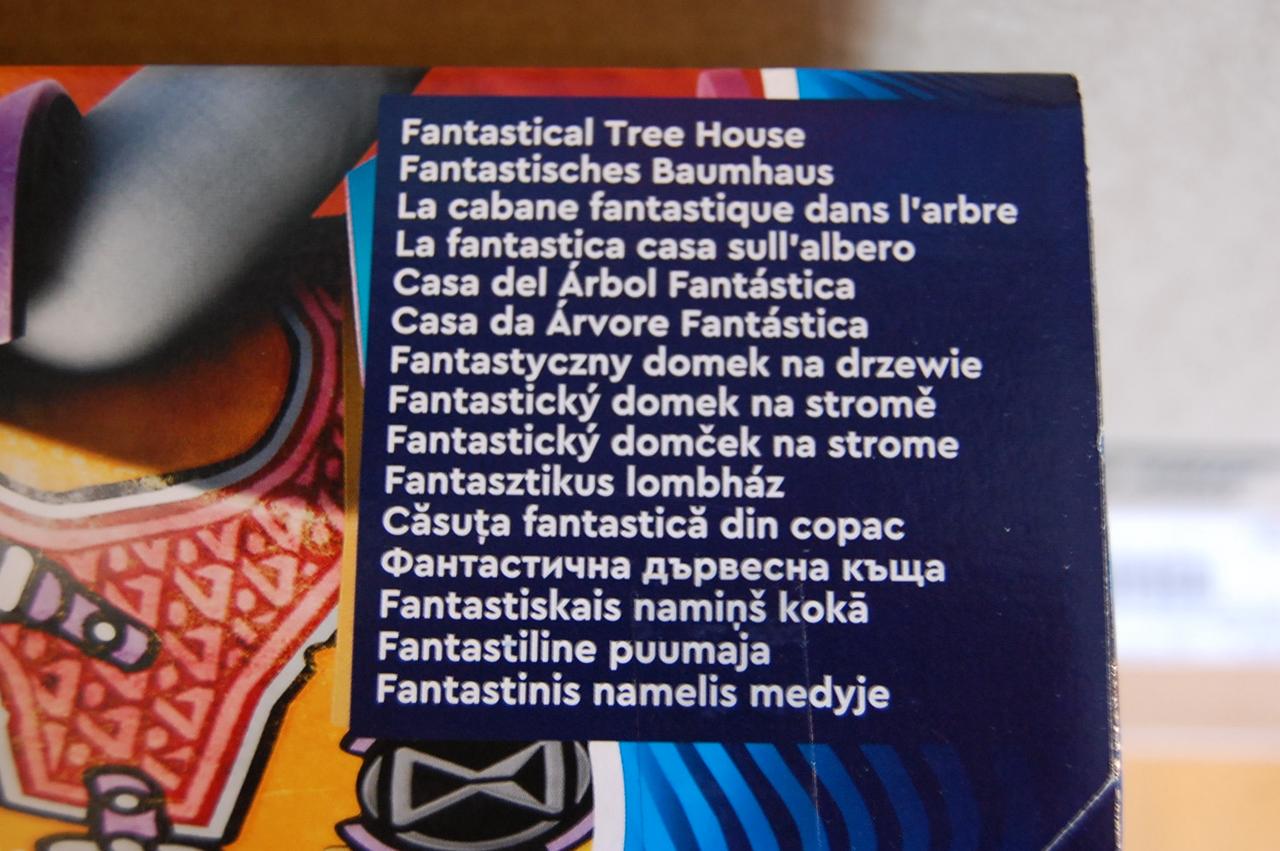 Fantastical Tree House
Fantastisches Baumhaus
La cabane fantastique dans l'arbre
La fantastica casa sull'albero
Casa del Árbol Fantástica
Casa da Árvore Fantástica
Fantastyczny domek na drzewie
Fantastický domek na stromě
Fantastický domček na strome
Fantasztikus lombház
Căsuța fantastică din copac
Фантастична дървесна къща
Fantastiskais namiņš kokā
Fantastiline puumaja
Fantastinis namelis medyje